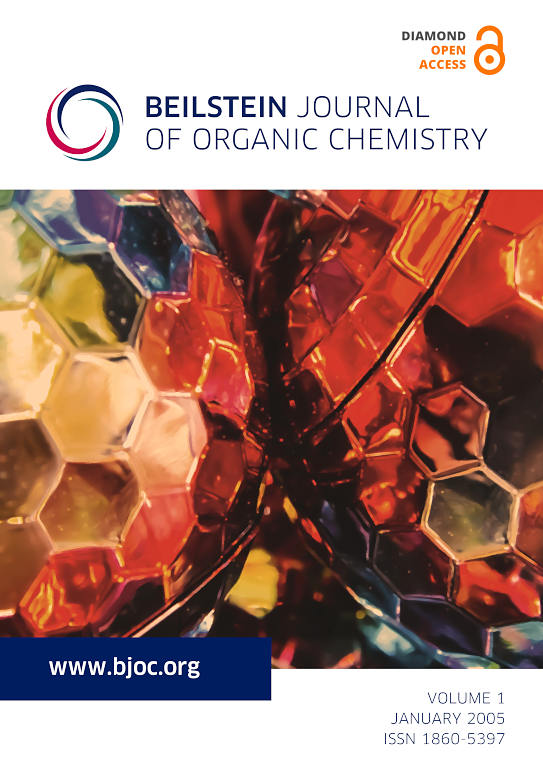 DIAMOND
OPEN
ACCESS
BEILSTEIN JOURNAL
OF ORGANIC CHEMISTRY
www.bjoc.org
VOLUME 1
JANUARY 2005
ISSN 1860-5397